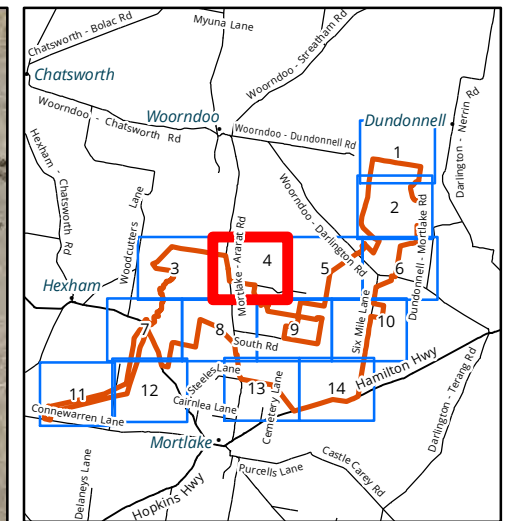 Chatsworth - Bolac Rd
Myuna Lane
Woorndoo - Streatham Rd
Chatsworth
Woorndoo - Chatsworth Rd
Woorndoo
Dundonnell
Darlington - Nerrin Rd
Woorndoo - Dundonnell Rd
Hexham - Chatsworth Rd
1
Woodcutters Lane
Woorndoo - Darlington Rd
2
Mortlake - Ararat Rd
Dundonnell - Mortlake Rd
3
4
5
6
Hexham
Six Mile Lane
7
8
9
10
South Rd
Hamilton Hwy
Steeles Lane
11
12
13
14
Cemetery Lane
Connewarren Lane
Cairnlea Lane
Darlington - Terang Rd
Mortlake
Delaneys Lane
Purcells Lane
Castle Carey Rd
Hopkins Hwy